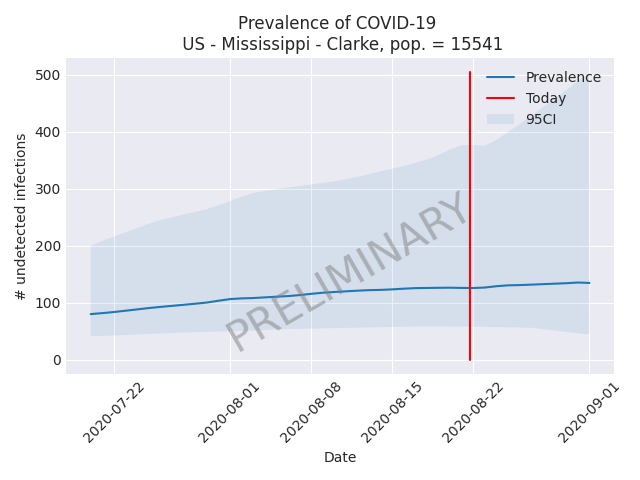 Prevalence of COVID-19
US - Mississippi - Clarke, pop. = 15541
500
400
300
200
100
0
# undetected infections
Prevalence
Today
95CI
PRELIMINARY
2020-07-22
2020-08-01
2020-08-08
2020-08-15
2020-08-22
2020-09-01
Date